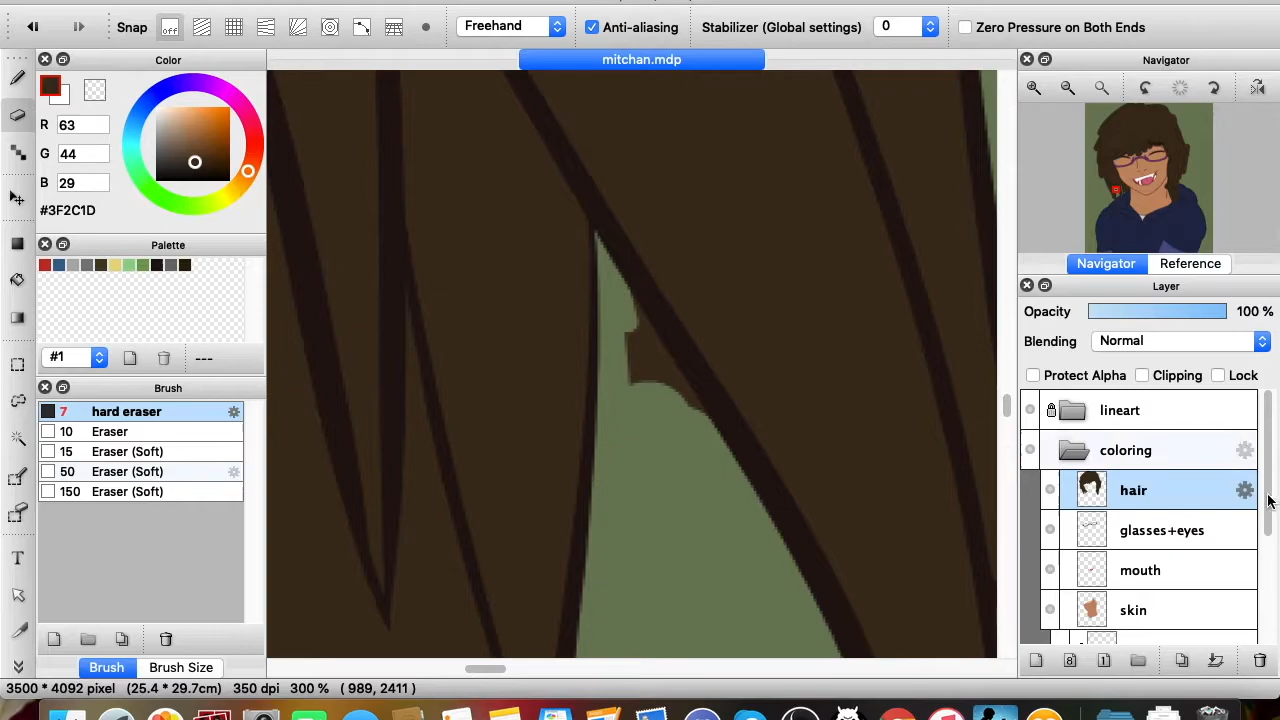 Snap off Freehand Anti-aliasing Stabilizer (Global settings) 0 Zero Pressure on Both Ends
Color mitchan.mdp Navigator
R 63
G 44
B 29
#3F2C1D
Palette
Navigator Reference
Layer
Opacity 100 %
Blending Normal
#1 ---
Protect Alpha Clipping Lock
Brush
7 hard eraser
10 Eraser
15 Eraser (Soft)
50 Eraser (Soft)
150 Eraser (Soft)
lineart
coloring
hair
glasses+eyes
mouth
skin
T
8 1
Brush Brush Size
3500 * 4092 pixel (25.4 * 29.7cm) 350 dpi 300 % ( 989, 2411 )